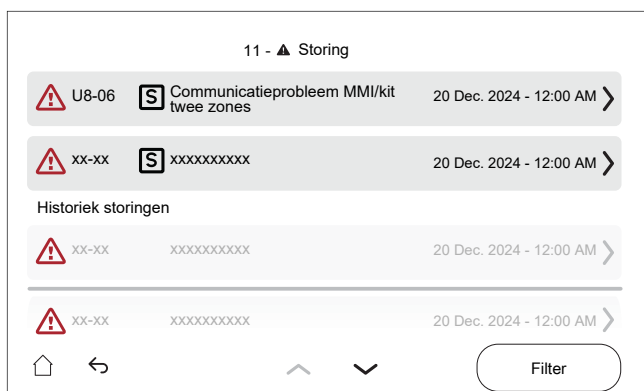 11 - ⚠ Storing
U8-06 S Communicatieprobleem MMI/kit twee zones 20 Dec. 2024 - 12:00 AM
xx-xx S xxxxxxxxxx 20 Dec. 2024 - 12:00 AM
Historiek storingen
xx-xx xxxxxxxxxx 20 Dec. 2024 - 12:00 AM
xx-xx xxxxxxxxxx 20 Dec. 2024 - 12:00 AM
Filter